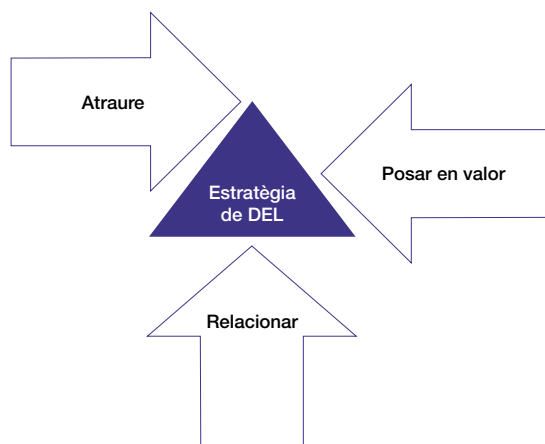 Atraure
Posar en valor
Estratègia
de DEL
Relacionar